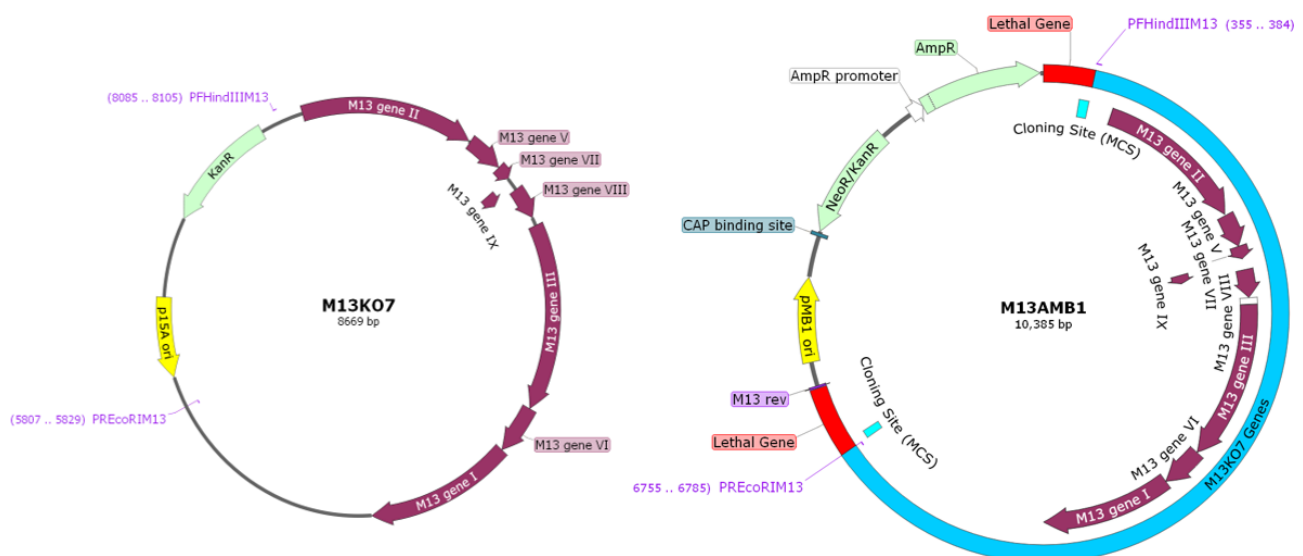 (8085 .. 8105) PFHindIIIM13
KanR
M13 gene II
M13 gene V
M13 gene VII
M13 gene VIII
M13 gene IX
M13 gene III
M13KO7
8669 bp
p15A ori
(5807 .. 5829) PREcoRIM13
M13 gene VI
M13 gene I
Lethal Gene
PFHindIIIM13 (355 .. 384)
AmpR
AmpR promoter
Cloning Site (MCS)
M13 gene II
NeoR/KanR
M13 gene V
M13 gene VII
CAP binding site
M13 gene IX
M13 gene VIII
M13AMB1
10,385 bp
pMB1 ori
M13 gene III
Cloning Site (MCS)
M13 rev
M13KO7 Genes
Lethal Gene
M13 gene VI
6755 .. 6785) PREcoRIM13
M13 gene I